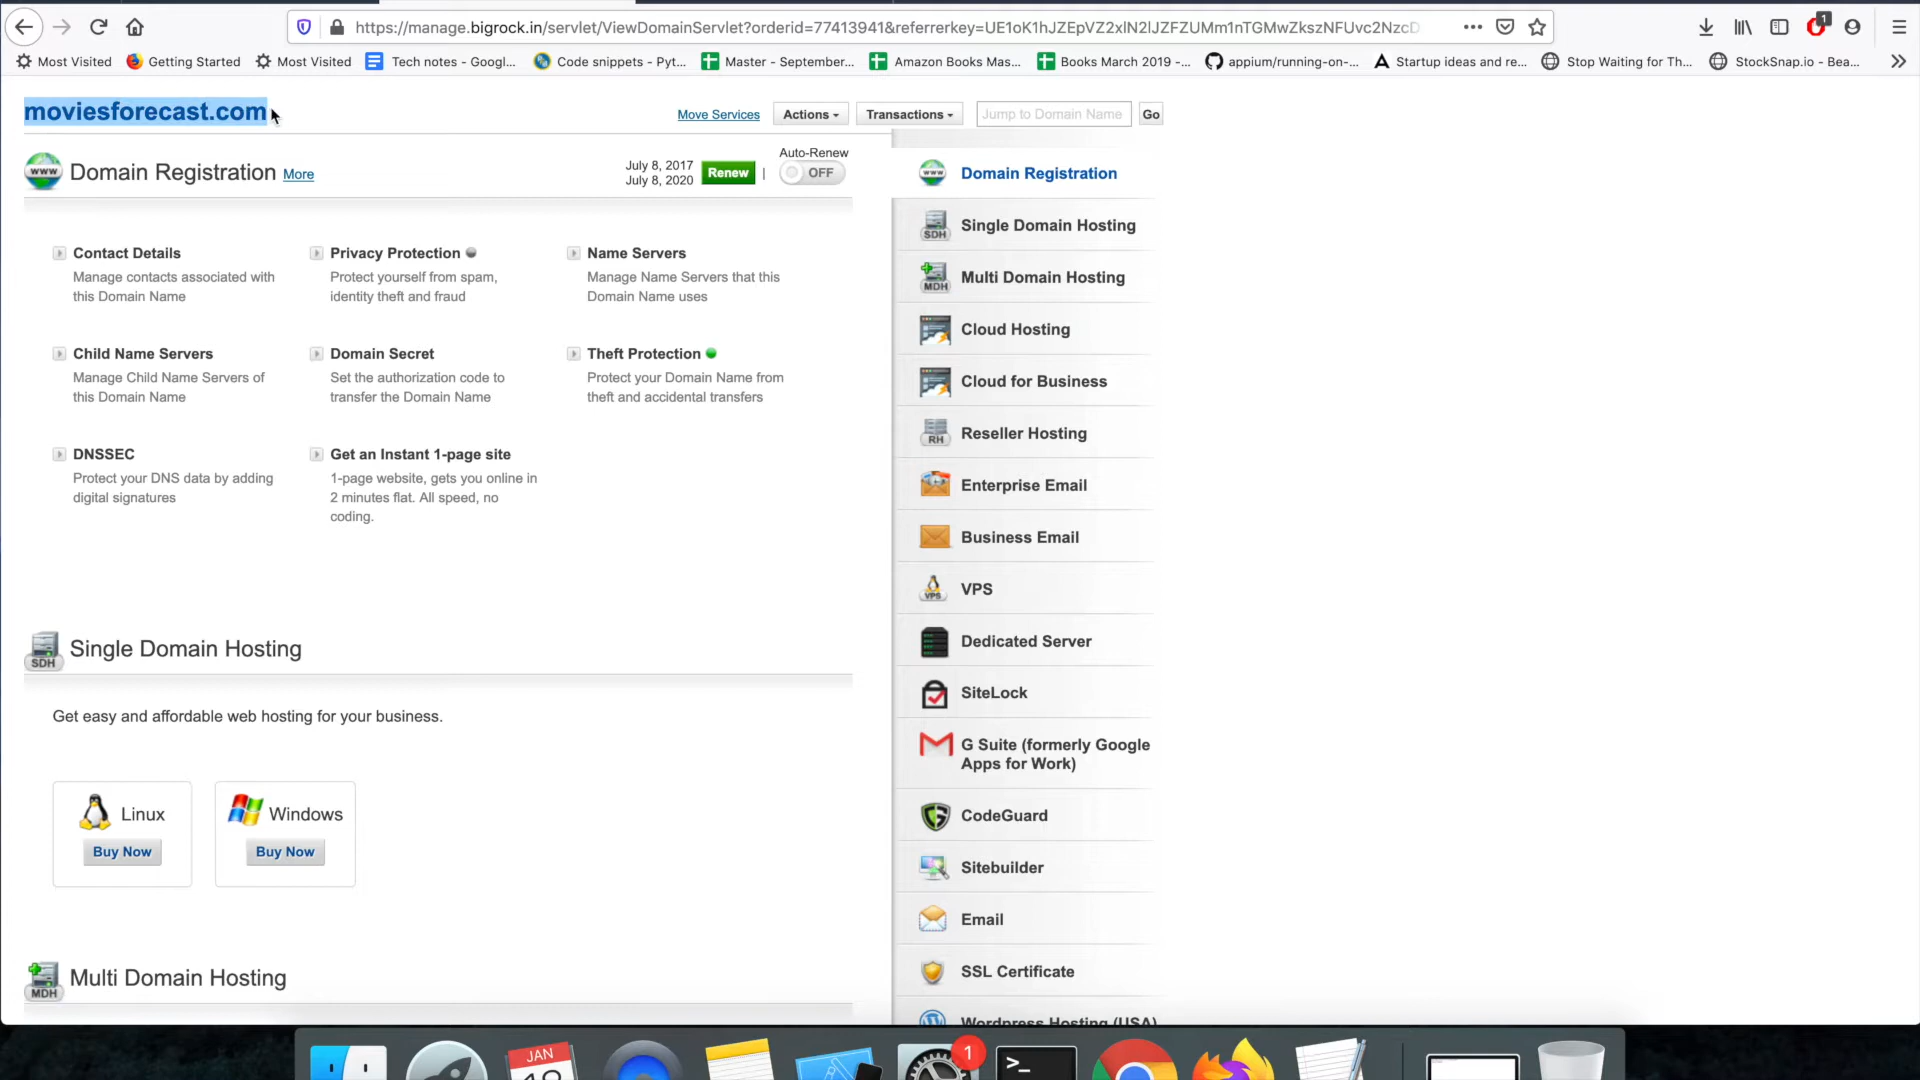 https://manage.bigrock.in/servlet/ViewDomainServlet?orderid=77413941&referrerkey=UE1oK1hJZEpVZ2xlN2lJZFZUMm1nTGMwZkszNFUvc2NzcD
1
Most Visited
Getting Started
Most Visited
Tech notes - Googl...
Code snippets - Pyt...
Master - September...
Amazon Books Mas...
Books March 2019 -...
appium/running-on-...
Startup ideas and re...
Stop Waiting for Th...
StockSnap.io - Bea...
moviesforecast.com
Move Services
Actions
Transactions
Jump to Domain Name
Go
WWW
Domain Registration More
July 8, 2017
July 8, 2020
Renew
|
Auto-Renew
OFF
Contact Details
Manage contacts associated with
this Domain Name
Privacy Protection
Protect yourself from spam,
identity theft and fraud
Name Servers
Manage Name Servers that this
Domain Name uses
Child Name Servers
Manage Child Name Servers of
this Domain Name
Domain Secret
Set the authorization code to
transfer the Domain Name
Theft Protection
Protect your Domain Name from
theft and accidental transfers
DNSSEC
Protect your DNS data by adding
digital signatures
Get an Instant 1-page site
1-page website, gets you online in
2 minutes flat. All speed, no
coding.
SDH
Single Domain Hosting
Get easy and affordable web hosting for your business.
Linux
Buy Now
Windows
Buy Now
MDH
Multi Domain Hosting
WWW
Domain Registration
SDH
Single Domain Hosting
MDH
Multi Domain Hosting
Cloud Hosting
Cloud for Business
RH
Reseller Hosting
Enterprise Email
Business Email
VPS
VPS
Dedicated Server
SiteLock
G Suite (formerly Google
Apps for Work)
CodeGuard
Sitebuilder
Email
SSL Certificate
Wordpress Hosting (USA)
JAN
1
>_